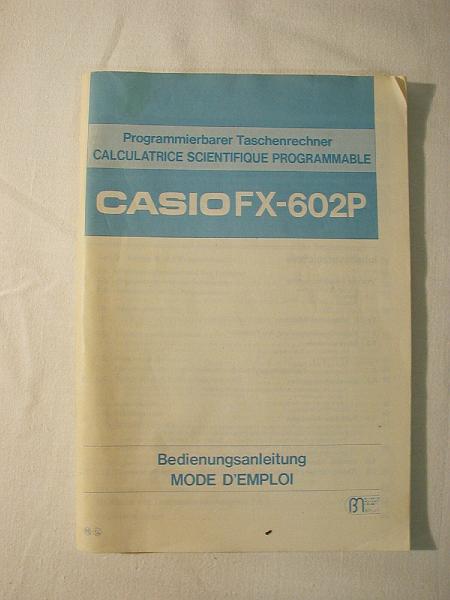 Programmierbarer Taschenrechner
CALCULATRICE SCIENTIFIQUE PROGRAMMABLE
CASIO FX-602P
Bedienungsanleitung
MODE D'EMPLOI